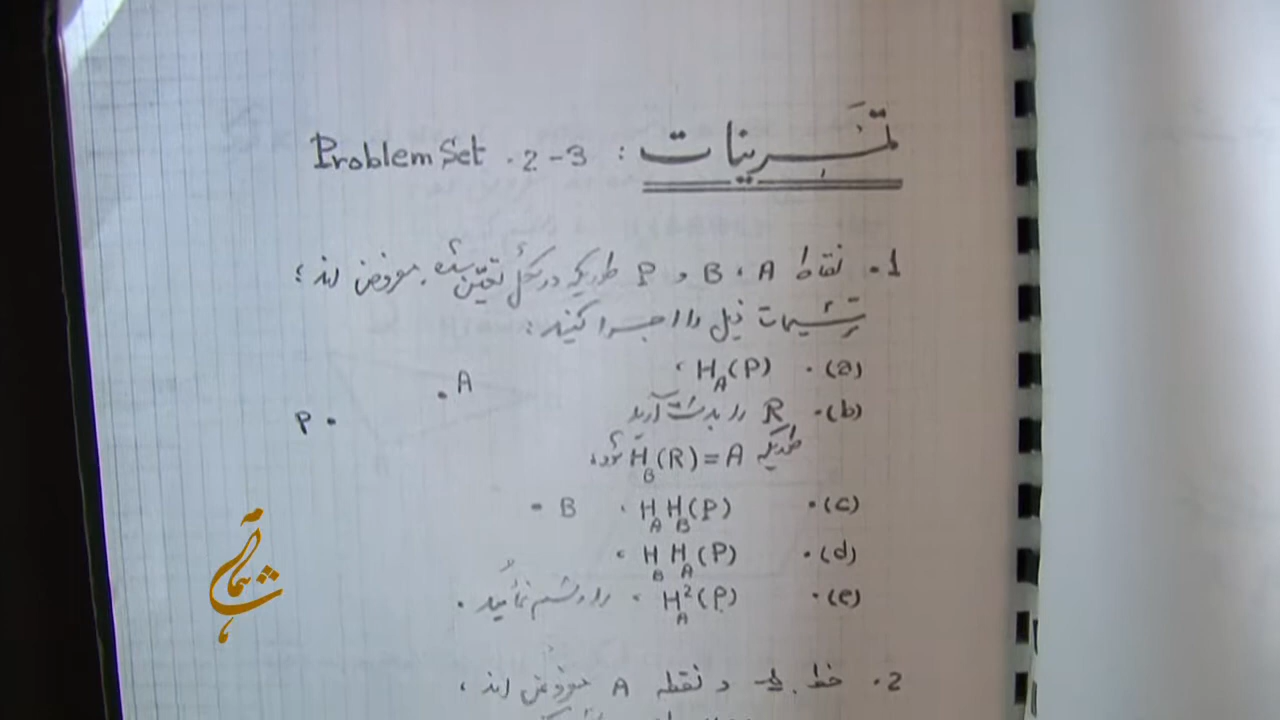 تمرینات : Problem Set . 2-3
1. نقاط A ، B و P طوریکه در شکل تعیّن شده. مفروض اند ؛
ترسیمات ذیل را اجرا کنید :
(a). H_A(P) ،
(b). R را بدست آرید
طوریکه H_B(R)=A شود ،
(c). H_A H_B(P) ،
(d). H_B H_A(P) ،
(e). H_A^2(P) ، را رسم نمائید .
. A
P .
. B
2. خط و نقطه A مفروض اند ،